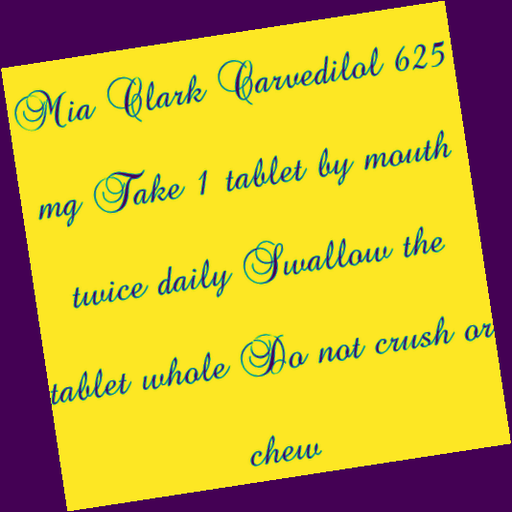 Mia Clark Carvedilol 625
mg Take 1 tablet by mouth
twice daily Swallow the
tablet whole Do not crush or
chew